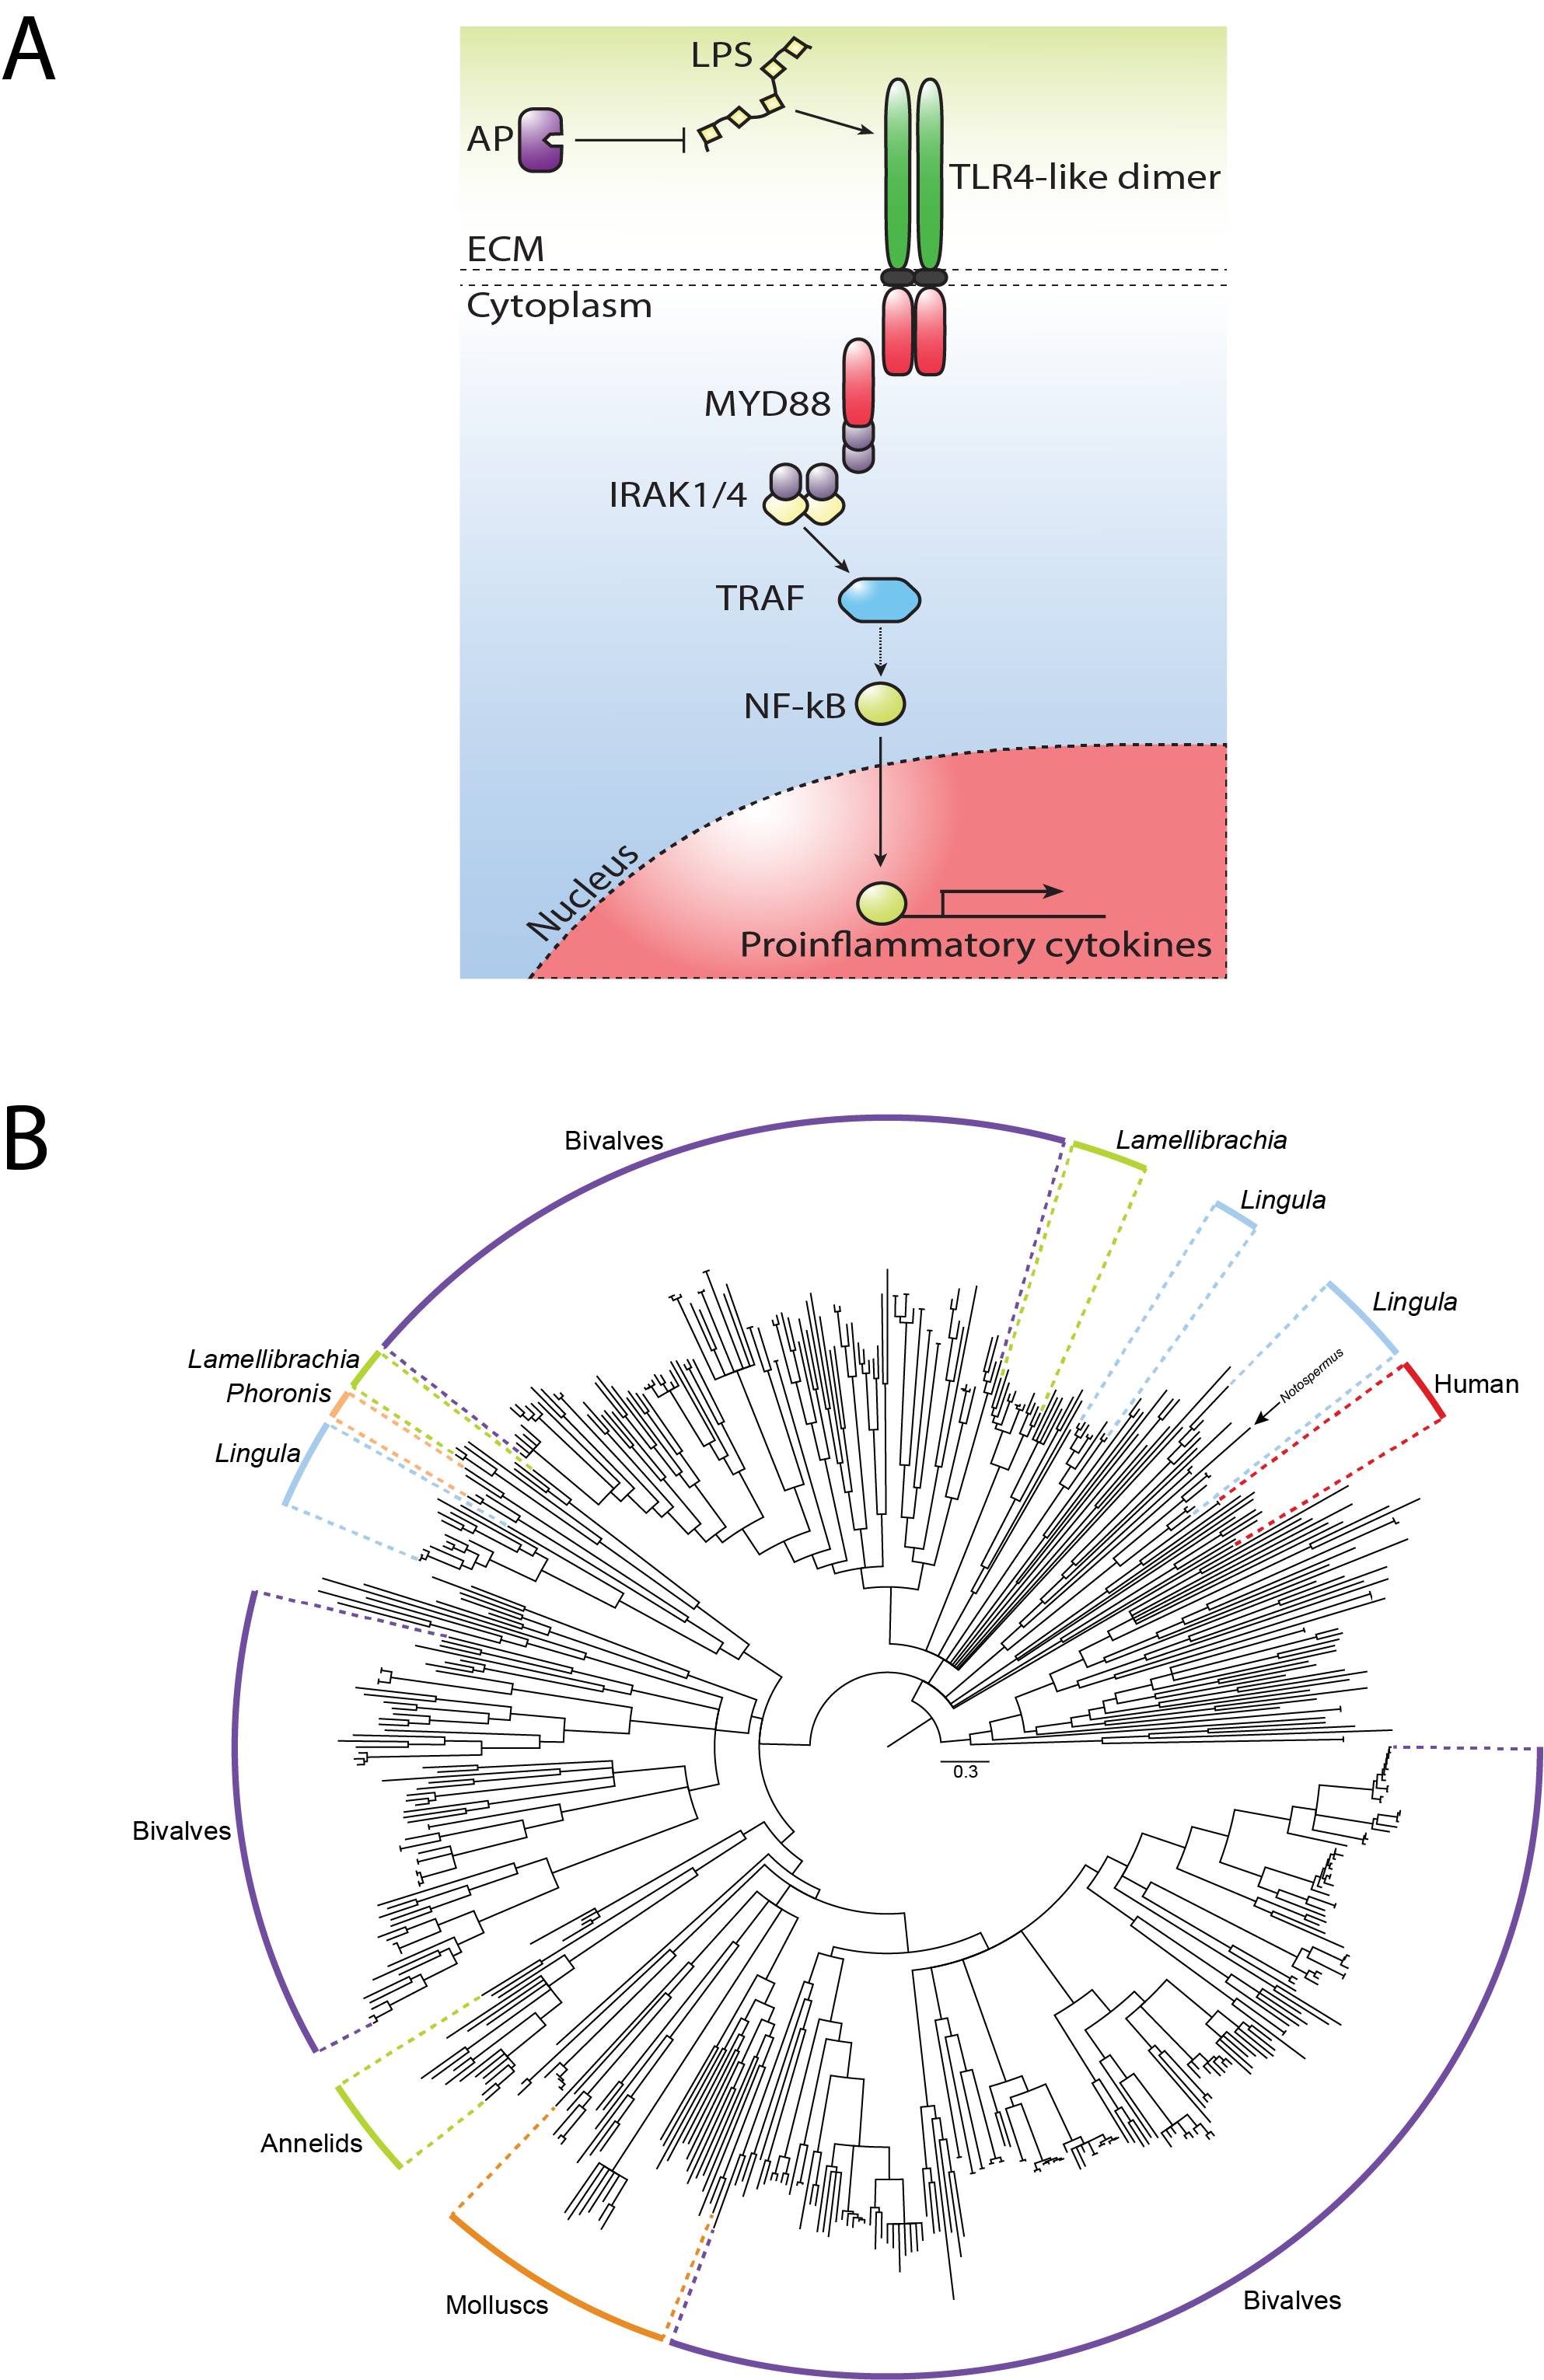 A
LPS
AP
TLR4-like dimer
ECM
Cytoplasm
MYD88
IRAK1/4
TRAF
NF-kB
Nucleus
Proinflammatory cytokines
B
Bivalves
Lamellibrachia
Lingula
Lingula
Notospermus
Human
Lamellibrachia
Phoronis
Lingula
0.3
Bivalves
Annelids
Molluscs
Bivalves